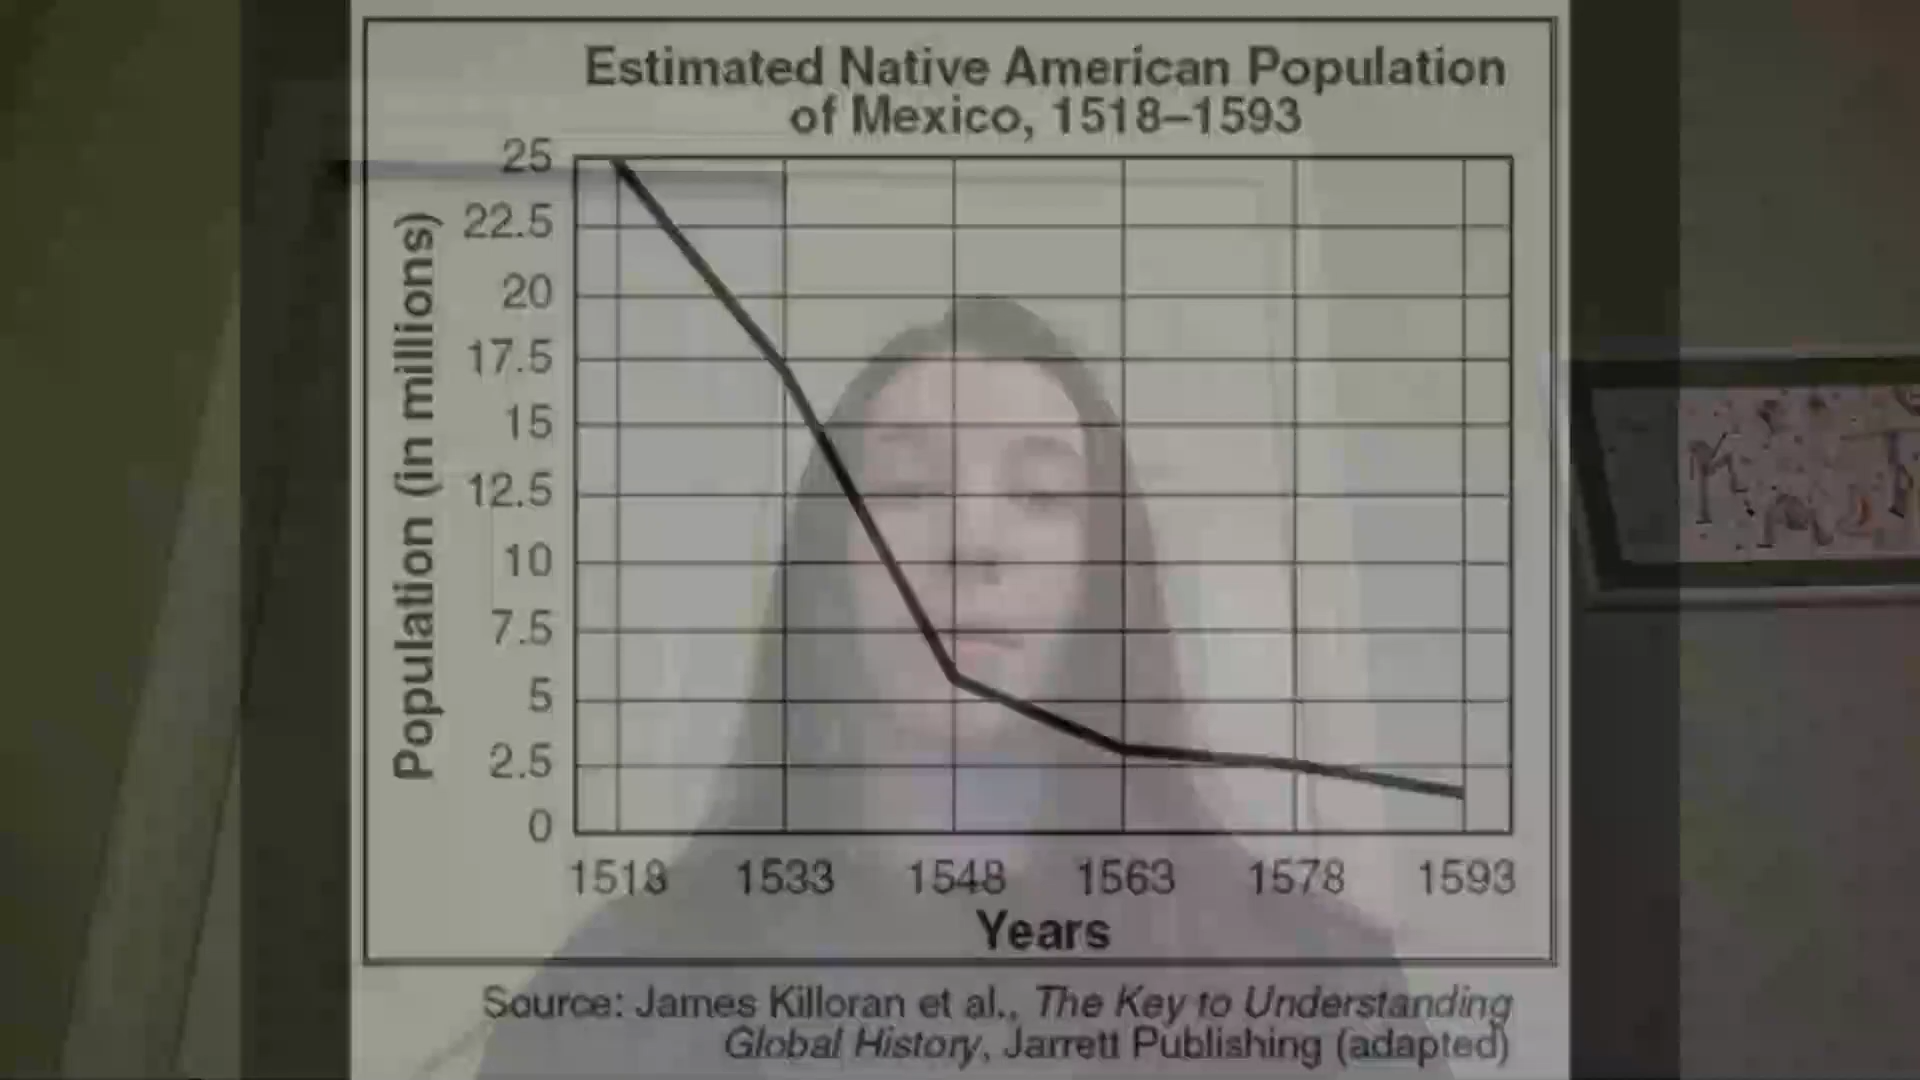 Estimated Native American Population
of Mexico, 1518–1593
Population (in millions)
25
22.5
20
17.5
15
12.5
10
7.5
5
2.5
0
1518 1533 1548 1563 1578 1593
Years
Source: James Killoran et al., The Key to Understanding
Global History, Jarrett Publishing (adapted)